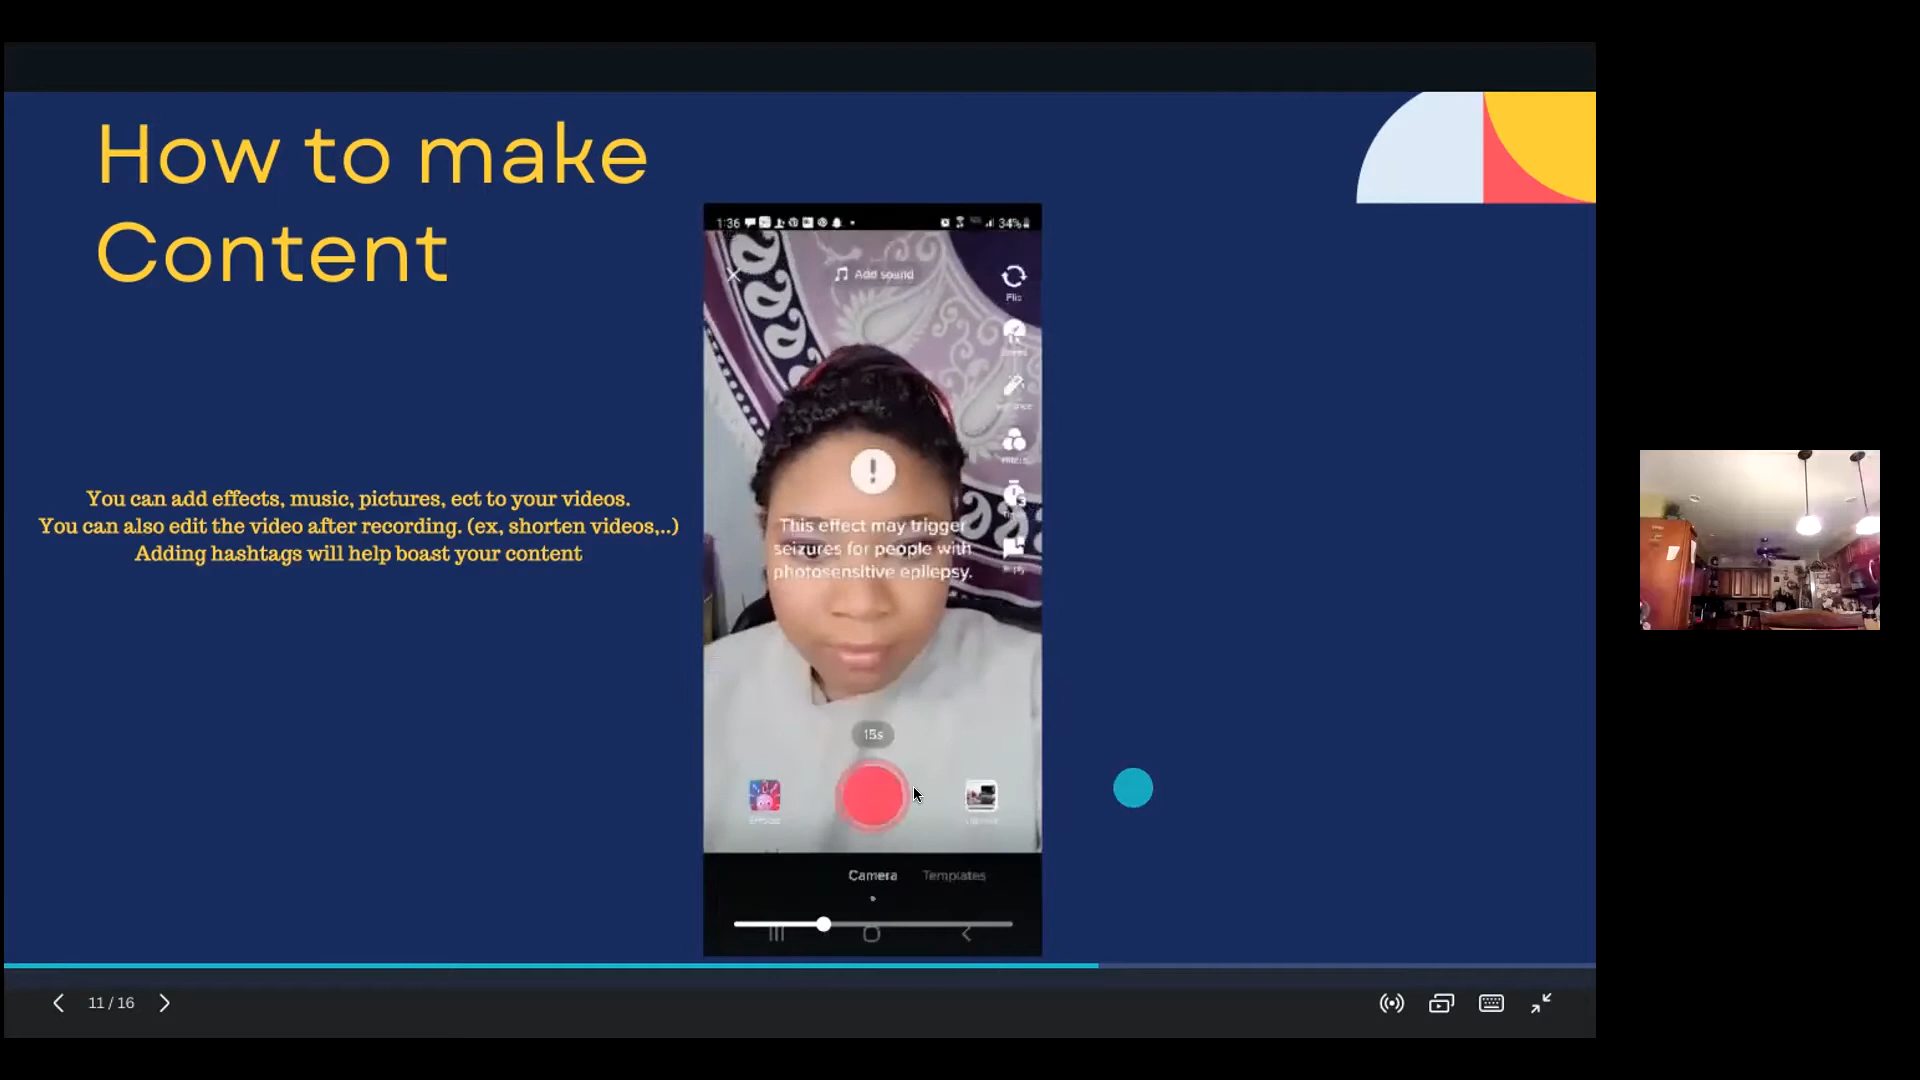 How to make
Content
1:36
34%
Add sound
Flip
This effect may trigger
seizures for people with
photosensitive epilepsy.
You can add effects, music, pictures, ect to your videos.
You can also edit the video after recording. (ex, shorten videos,..)
Adding hashtags will help boast your content
15s
Camera Templates
11 / 16